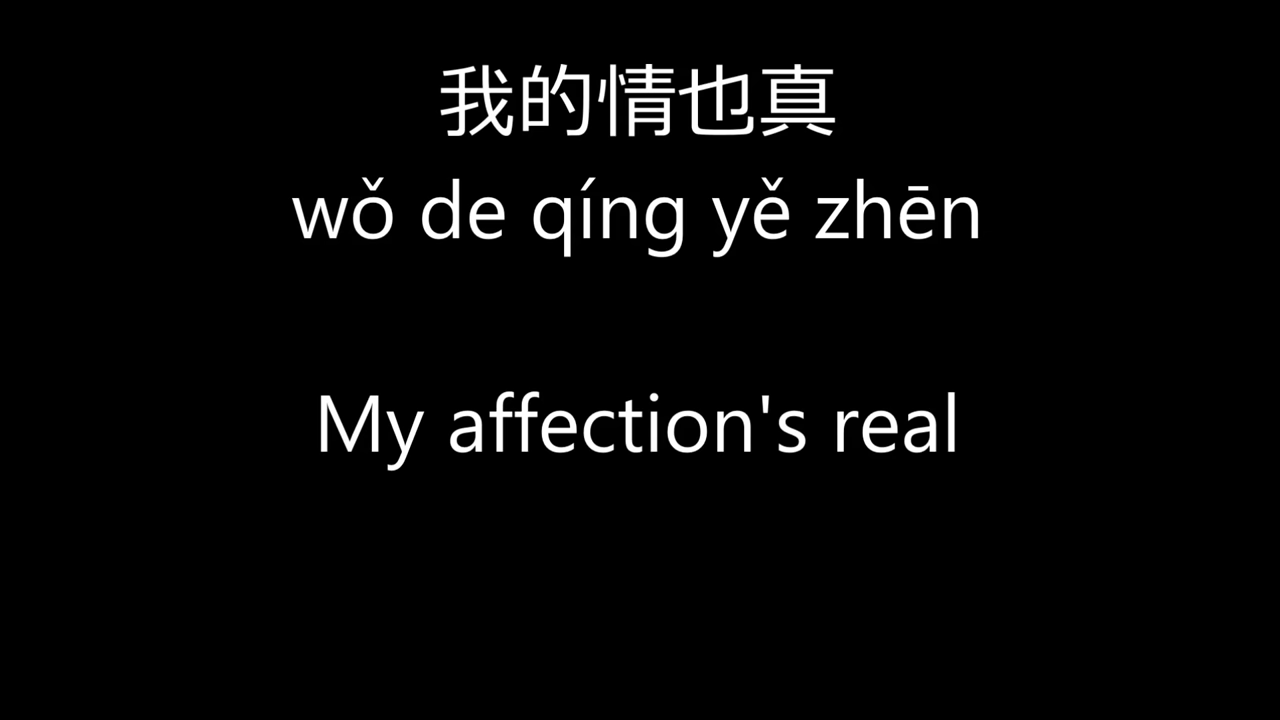 我的情也真
wǒ de qíng yě zhēn
My affection's real